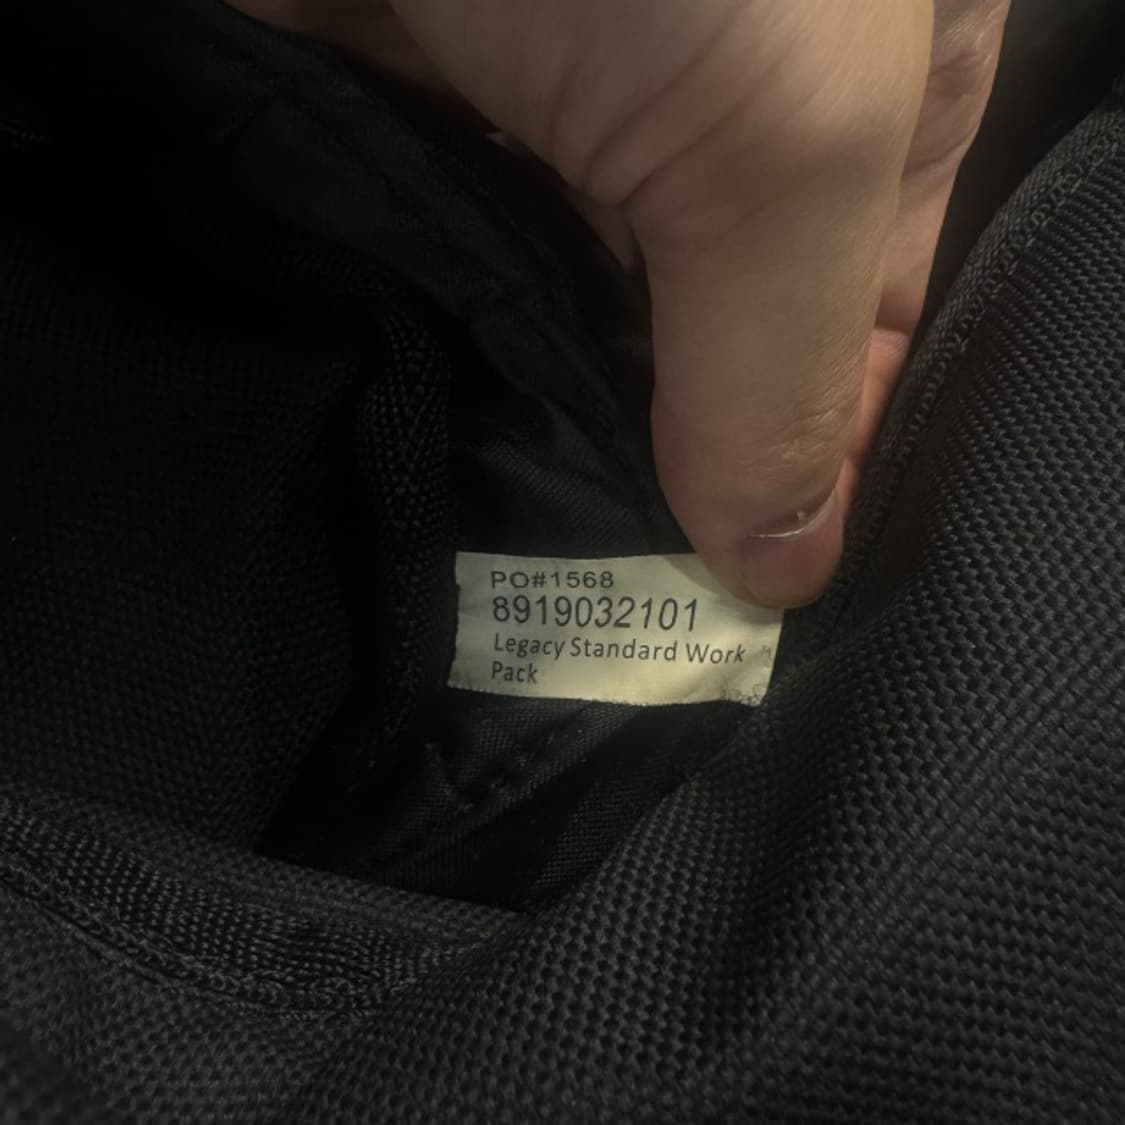 PO#1568
8919032101
Legacy Standard Work
Pack